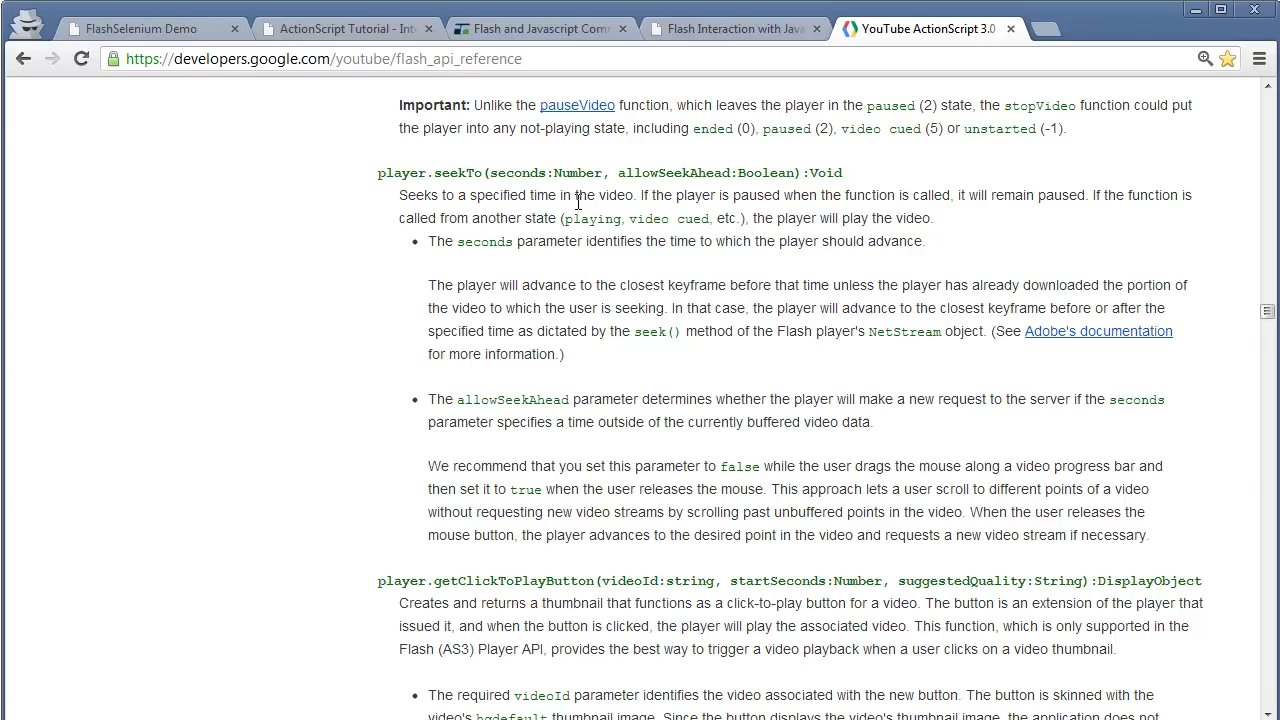 FlashSelenium Demo
ActionScript Tutorial - Int
Flash and Javascript Comm
Flash Interaction with Java
YouTube ActionScript 3.0
https://developers.google.com/youtube/flash_api_reference
Important: Unlike the pauseVideo function, which leaves the player in the paused (2) state, the stopVideo function could put
the player into any not-playing state, including ended (0), paused (2), video cued (5) or unstarted (-1).
player.seekTo(seconds:Number, allowSeekAhead:Boolean):Void
Seeks to a specified time in the video. If the player is paused when the function is called, it will remain paused. If the function is
called from another state (playing, video cued, etc.), the player will play the video.
• The seconds parameter identifies the time to which the player should advance.
The player will advance to the closest keyframe before that time unless the player has already downloaded the portion of
the video to which the user is seeking. In that case, the player will advance to the closest keyframe before or after the
specified time as dictated by the seek() method of the Flash player's NetStream object. (See Adobe's documentation
for more information.)
• The allowSeekAhead parameter determines whether the player will make a new request to the server if the seconds
parameter specifies a time outside of the currently buffered video data.
We recommend that you set this parameter to false while the user drags the mouse along a video progress bar and
then set it to true when the user releases the mouse. This approach lets a user scroll to different points of a video
without requesting new video streams by scrolling past unbuffered points in the video. When the user releases the
mouse button, the player advances to the desired point in the video and requests a new video stream if necessary.
player.getClickToPlayButton(videoId:string, startSeconds:Number, suggestedQuality:String):DisplayObject
Creates and returns a thumbnail that functions as a click-to-play button for a video. The button is an extension of the player that
issued it, and when the button is clicked, the player will play the associated video. This function, which is only supported in the
Flash (AS3) Player API, provides the best way to trigger a video playback when a user clicks on a video thumbnail.
• The required videoId parameter identifies the video associated with the new button. The button is skinned with the
video's hqdefault thumbnail image. Since the button displays the video's thumbnail image, the application does not